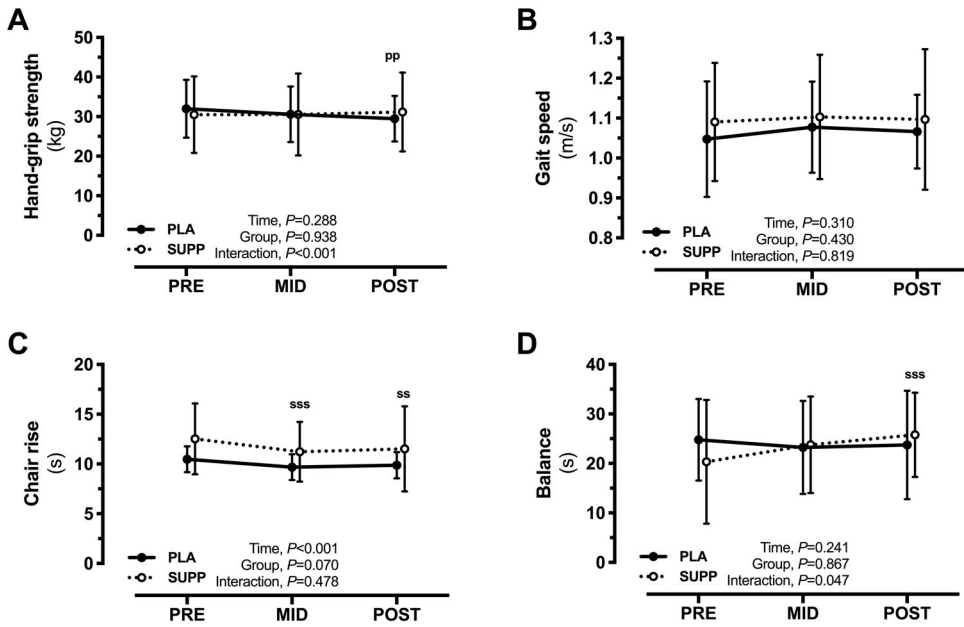 A
Hand-grip strength
(kg)
50
40
30
20
10
0
pp
PLA
SUPP
Time, P=0.288
Group, P=0.938
Interaction, P<0.001
PRE MID POST
B
Gait speed
(m/s)
1.3
1.2
1.1
1.0
0.9
0.8
PLA
SUPP
Time, P=0.310
Group, P=0.430
Interaction, P=0.819
PRE MID POST
C
Chair rise
(s)
20
15
10
5
0
sss
ss
PLA
SUPP
Time, P<0.001
Group, P=0.070
Interaction, P=0.478
PRE MID POST
D
Balance
(s)
40
30
20
10
0
sss
PLA
SUPP
Time, P=0.241
Group, P=0.867
Interaction, P=0.047
PRE MID POST